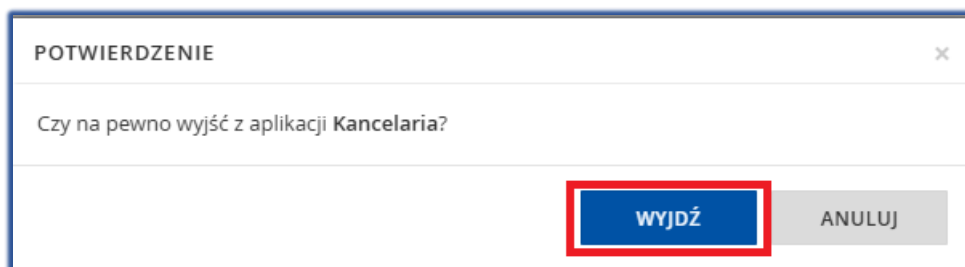 POTWIERDZENIE ×
Czy na pewno wyjść z aplikacji Kancelaria?
WYJDŹ ANULUJ